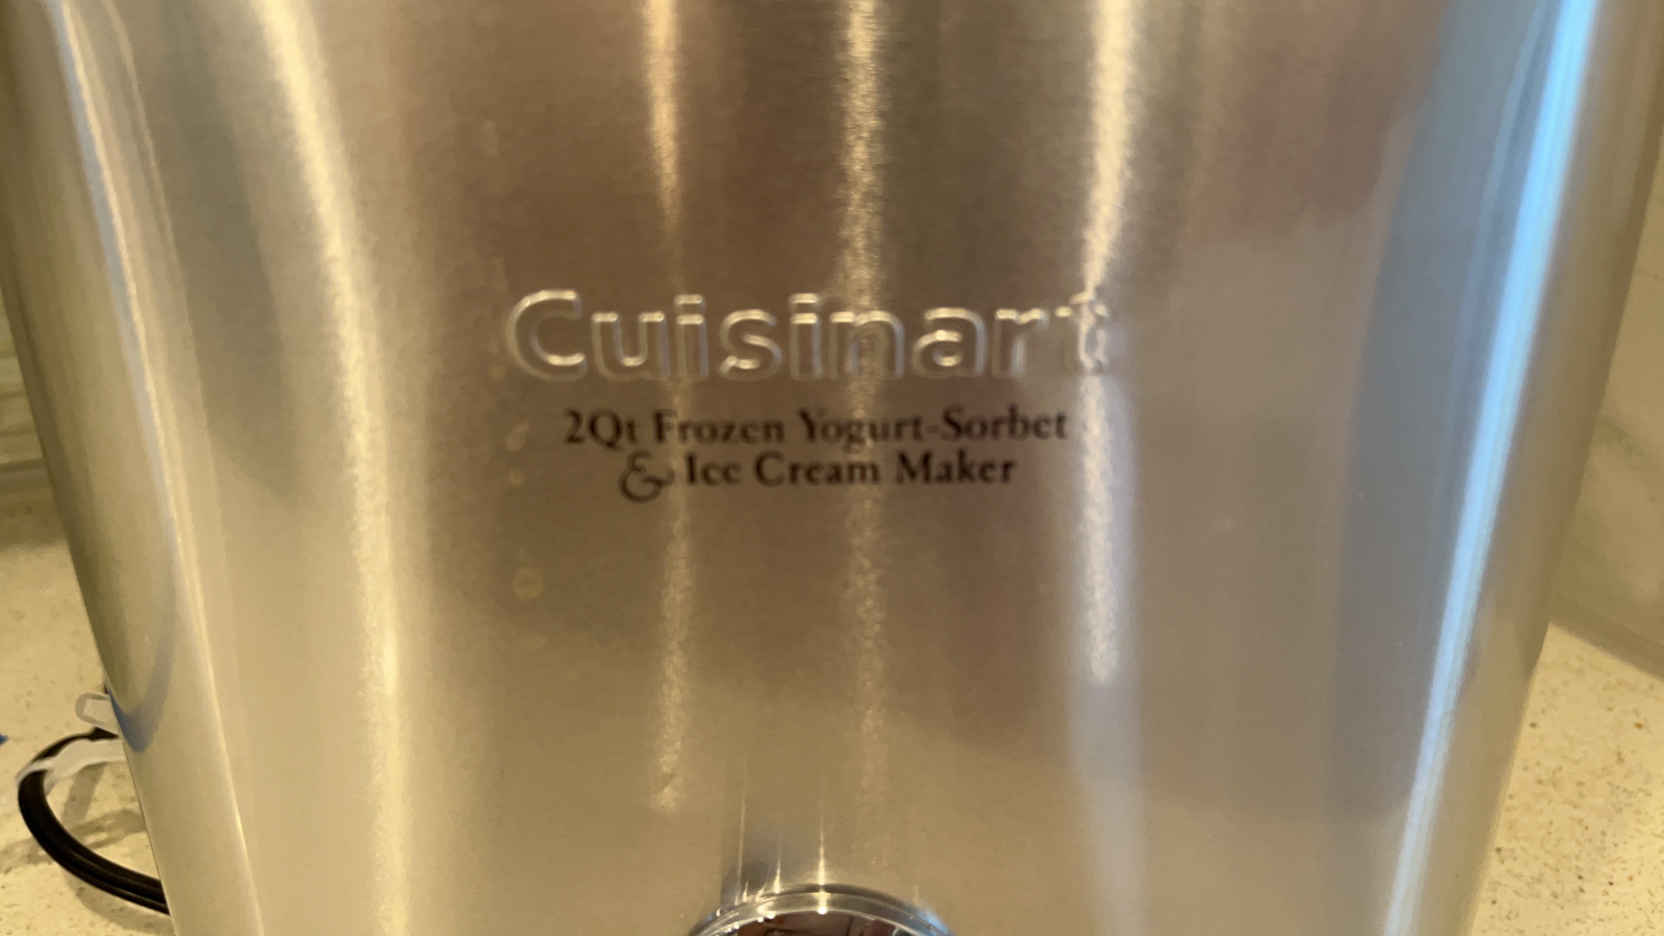 Cuisinart
2Qt Frozen Yogurt-Sorbet
& Ice Cream Maker